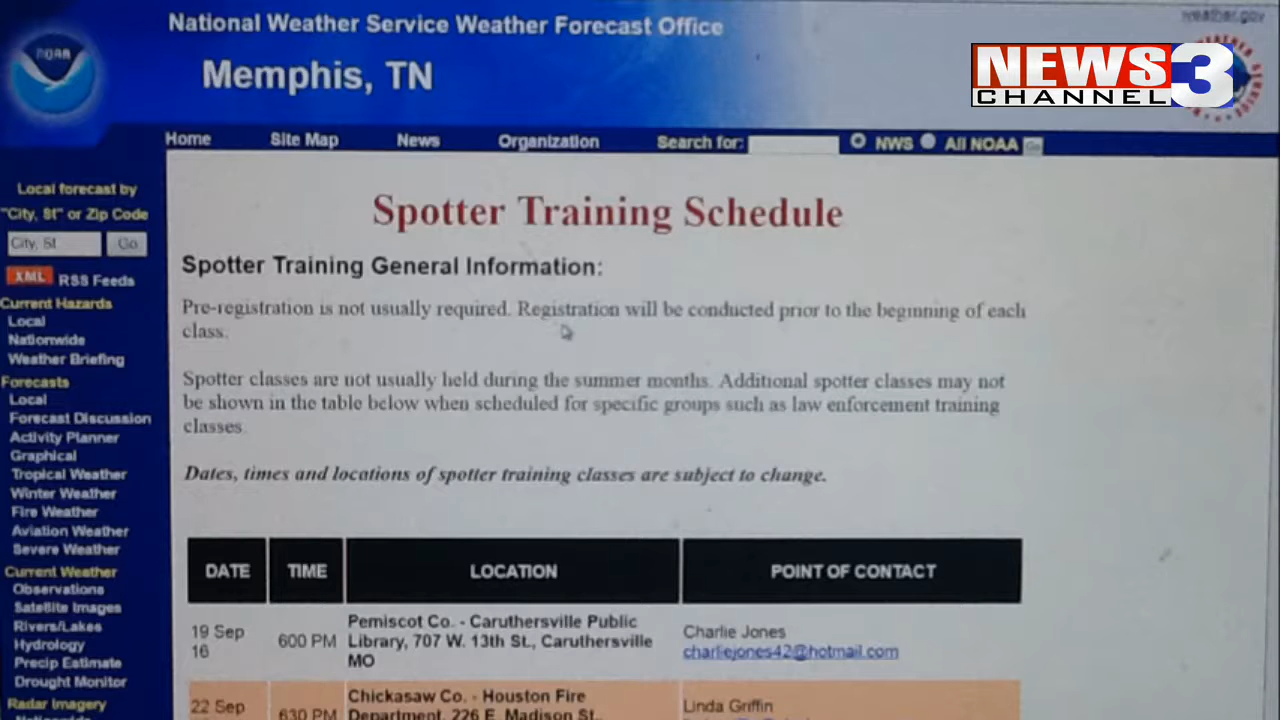 National Weather Service Weather Forecast Office
weather.gov
Memphis, TN
NOAA
NEWS
CHANNEL 3
Home Site Map News Organization Search for: NWS All NOAA Go
Local forecast by
"City, St" or Zip Code
City, St Go
XML RSS Feeds
Current Hazards
Local
Nationwide
Weather Briefing
Forecasts
Local
Forecast Discussion
Activity Planner
Graphical
Tropical Weather
Winter Weather
Fire Weather
Aviation Weather
Severe Weather
Current Weather
Observations
Satellite Images
Rivers/Lakes
Hydrology
Precip Estimate
Drought Monitor
Radar Imagery
Spotter Training Schedule
Spotter Training General Information:
Pre-registration is not usually required. Registration will be conducted prior to the beginning of each
class.
Spotter classes are not usually held during the summer months. Additional spotter classes may not
be shown in the table below when scheduled for specific groups such as law enforcement training
classes.
Dates, times and locations of spotter training classes are subject to change.
DATE TIME LOCATION POINT OF CONTACT
19 Sep
16
600 PM
Pemiscot Co. - Caruthersville Public
Library, 707 W. 13th St., Caruthersville
MO
Charlie Jones
charliejones42@hotmail.com
22 Sep
630 PM
Chickasaw Co. - Houston Fire
Department, 226 E. Madison St.,
Linda Griffin